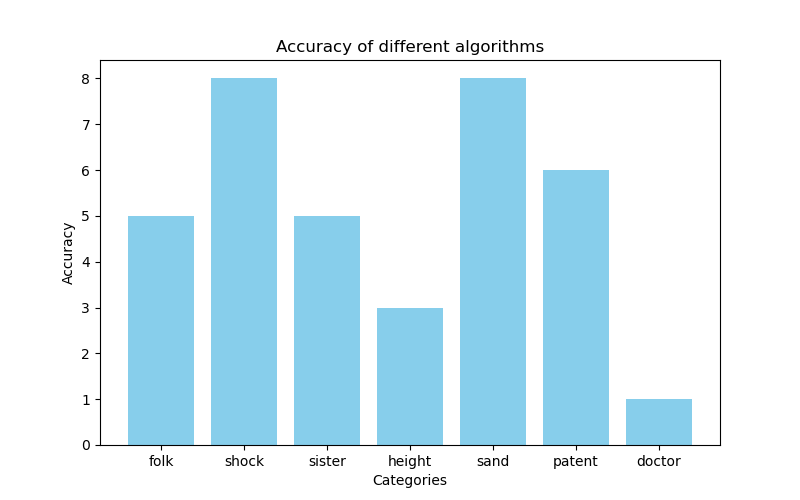 Accuracy of different algorithms
8
7
6
5
4
3
2
1
0
Accuracy
folk shock sister height sand patent doctor
Categories